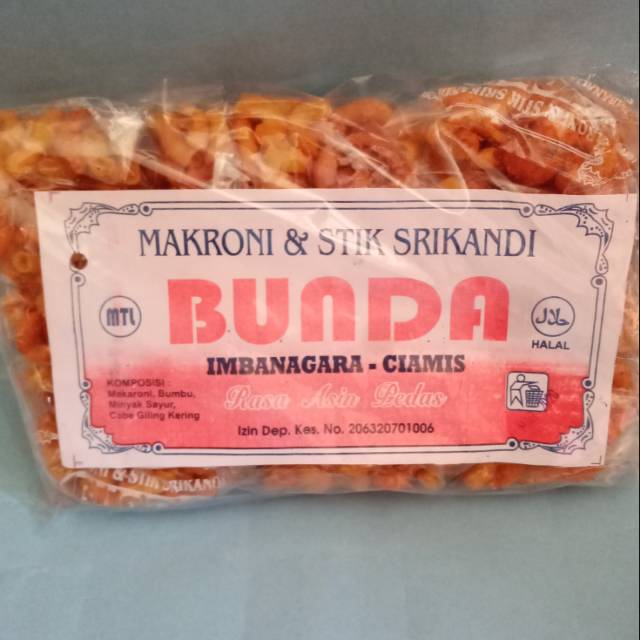 MAKRONI & STIK SRIKANDI
BUNDA
MTL
حلال
HALAL
IMBANAGARA - CIAMIS
Rasa Asin Pedas
KOMPOSISI :
Makaroni, Bumbu,
Minyak Sayur,
Cabe Giling Kering
Izin Dep. Kes. No. 206320701006
& STIK SRIKANDI